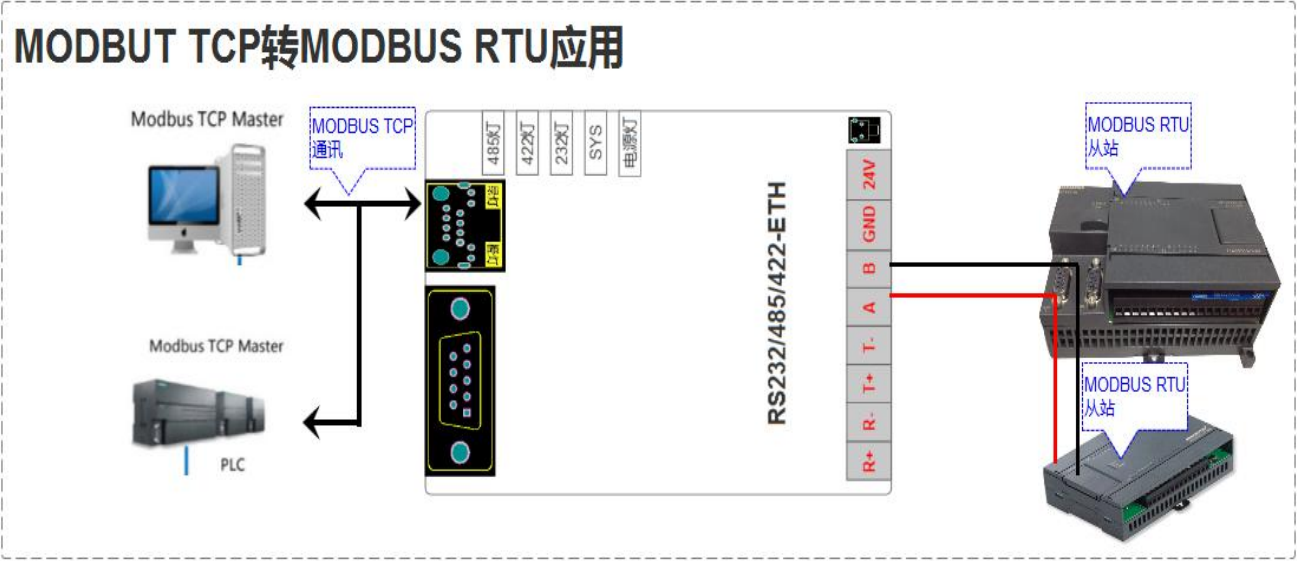 MODBUT TCP转MODBUS RTU应用
Modbus TCP Master
MODBUS TCP
通讯
485灯
422灯
232灯
SYS
电源灯
MODBUS RTU
从站
24V
GND
B
A
T-
T+
R-
R+
RS232/485/422-ETH
Modbus TCP Master
PLC
MODBUS RTU
从站